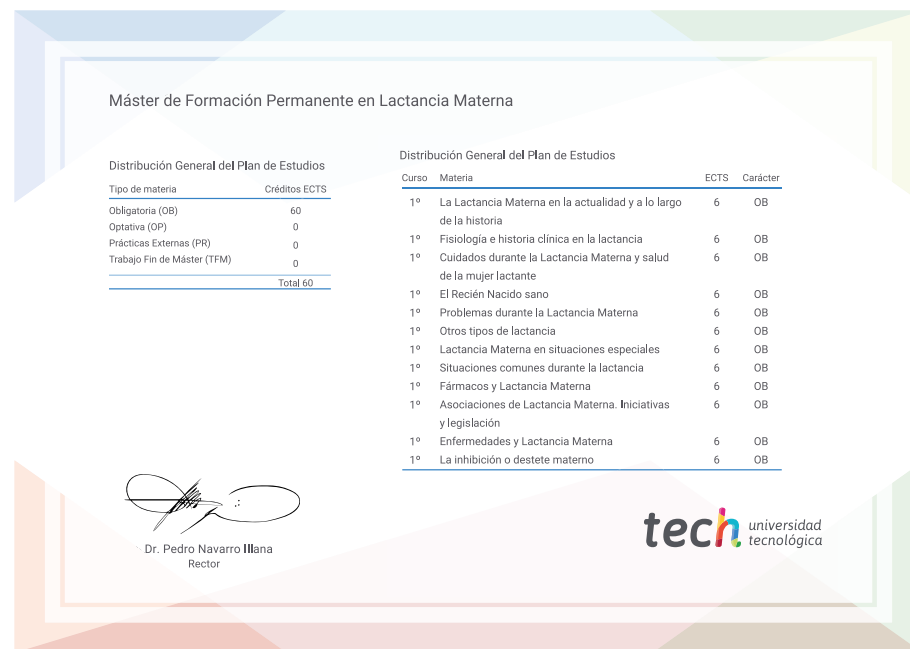 Máster de Formación Permanente en Lactancia Materna
Distribución General del Plan de Estudios
Tipo de materia Créditos ECTS
Obligatoria (OB) 60
Optativa (OP) 0
Prácticas Externas (PR) 0
Trabajo Fin de Máster (TFM) 0
Total 60
Distribución General del Plan de Estudios
Curso Materia ECTS Carácter
1º La Lactancia Materna en la actualidad y a lo largo 6 OB
de la historia
1º Fisiología e historia clínica en la lactancia 6 OB
1º Cuidados durante la Lactancia Materna y salud 6 OB
de la mujer lactante
1º El Recién Nacido sano 6 OB
1º Problemas durante la Lactancia Materna 6 OB
1º Otros tipos de lactancia 6 OB
1º Lactancia Materna en situaciones especiales 6 OB
1º Situaciones comunes durante la lactancia 6 OB
1º Fármacos y Lactancia Materna 6 OB
1º Asociaciones de Lactancia Materna. Iniciativas 6 OB
y legislación
1º Enfermedades y Lactancia Materna 6 OB
1º La inhibición o destete materno 6 OB
Dr. Pedro Navarro Illana
Rector
tech universidad
tecnológica